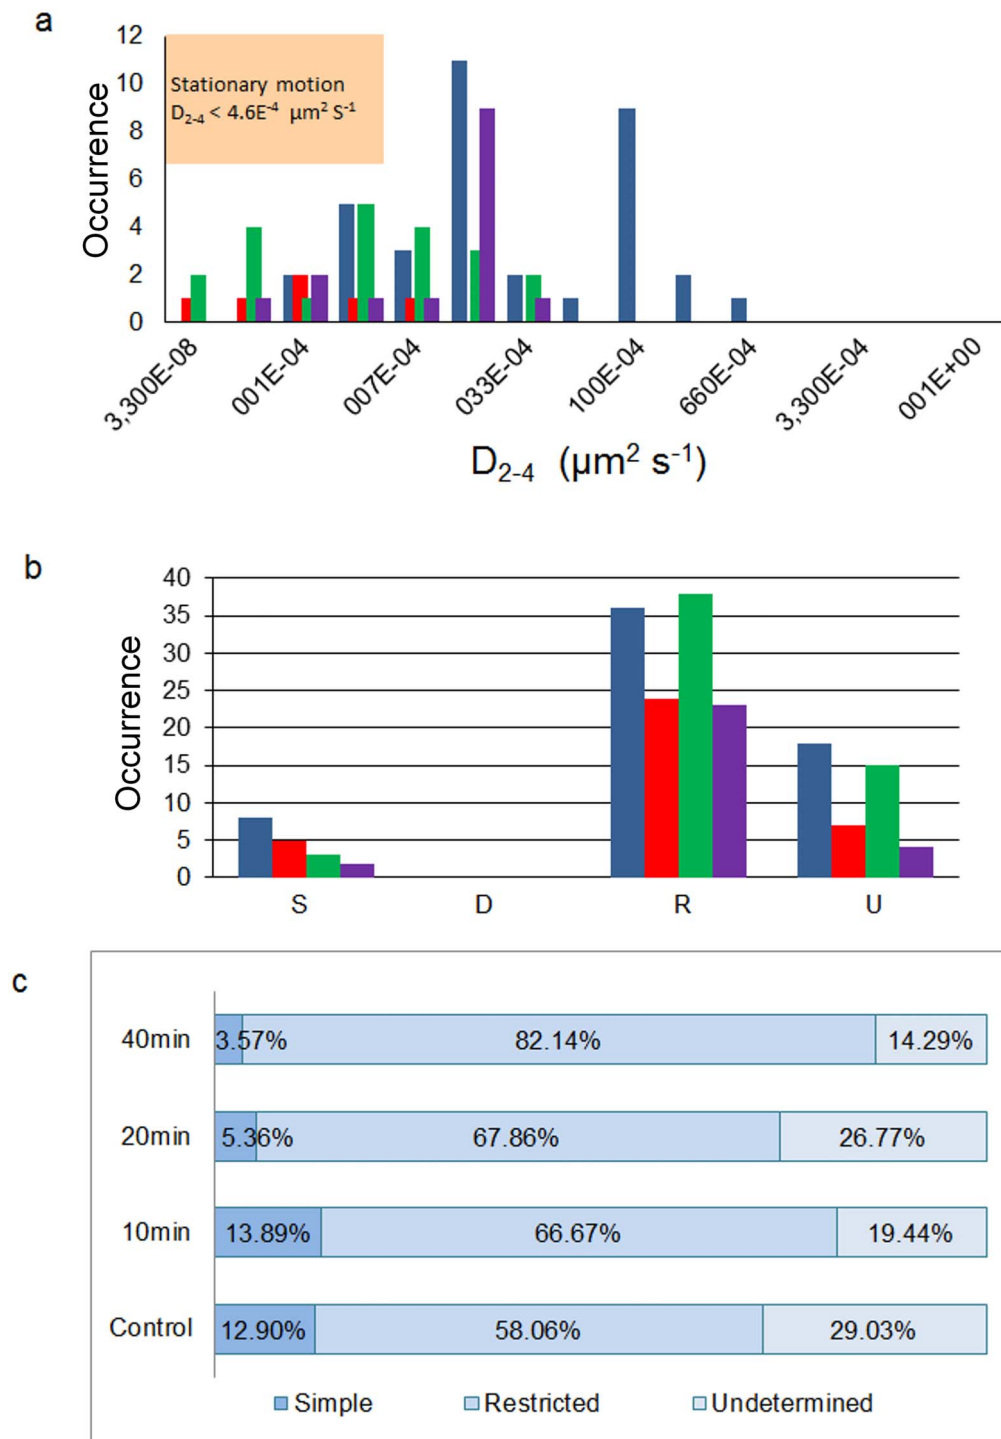 a
12
10
8
6
4
2
0
Occurrence
Stationary motion
D₂₋₄ < 4.6E⁻⁴ μm² S⁻¹
3,300E-08
001E-04
007E-04
033E-04
100E-04
660E-04
3,300E-04
001E+00
D₂₋₄ (μm² s⁻¹)
b
40
35
30
25
20
15
10
5
0
Occurrence
S D R U
c
40min 3.57% 82.14% 14.29%
20min 5.36% 67.86% 26.77%
10min 13.89% 66.67% 19.44%
Control 12.90% 58.06% 29.03%
Simple Restricted Undetermined